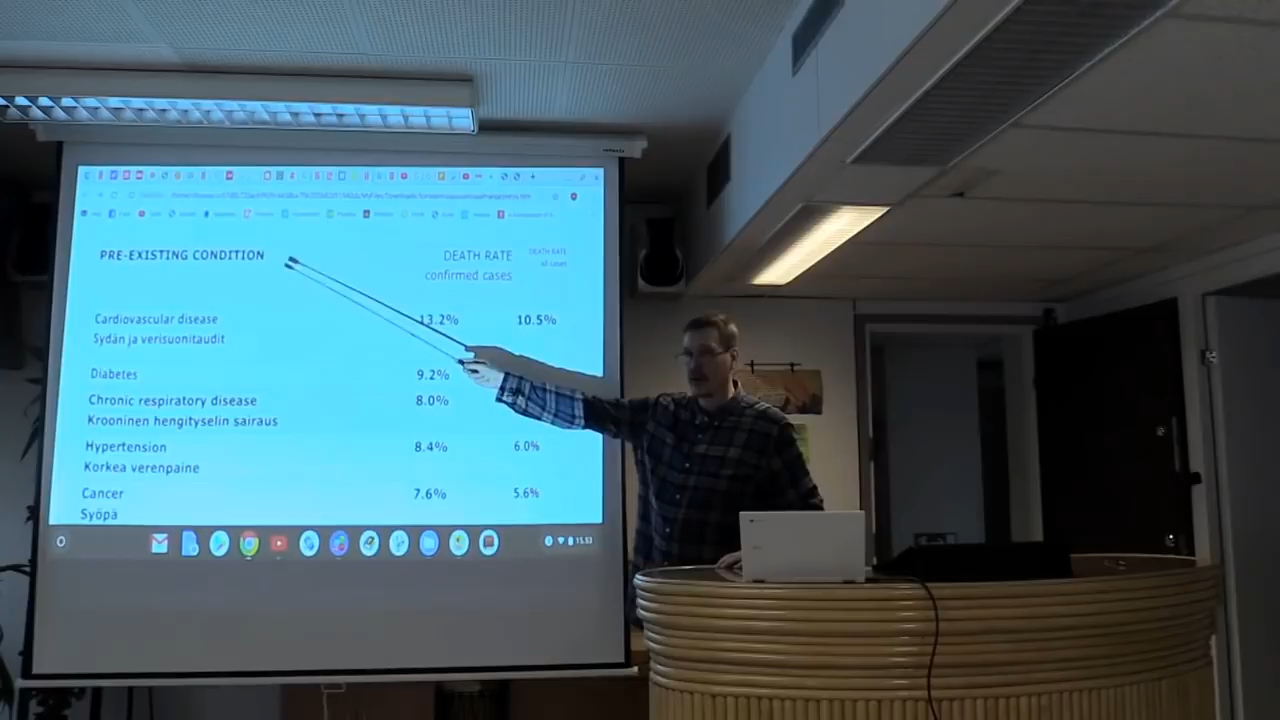 PRE-EXISTING CONDITION
DEATH RATE
confirmed cases
DEATH RATE
all cases
Cardiovascular disease 13.2% 10.5%
Sydän ja verisuonitaudit
Diabetes 9.2%
Chronic respiratory disease 8.0%
Krooninen hengityselin sairaus
Hypertension 8.4% 6.0%
Korkea verenpaine
Cancer 7.6% 5.6%
Syöpä
15.53